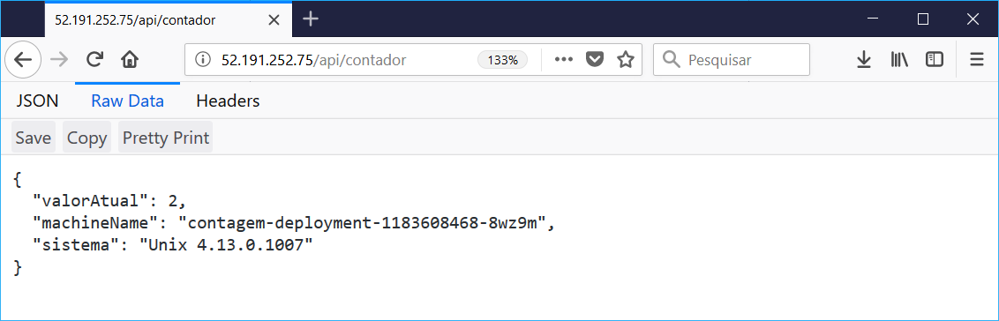 52.191.252.75/api/contador
52.191.252.75/api/contador 133% Pesquisar
JSON Raw Data Headers
Save Copy Pretty Print
{
"valorAtual": 2,
"machineName": "contagem-deployment-1183608468-8wz9m",
"sistema": "Unix 4.13.0.1007"
}